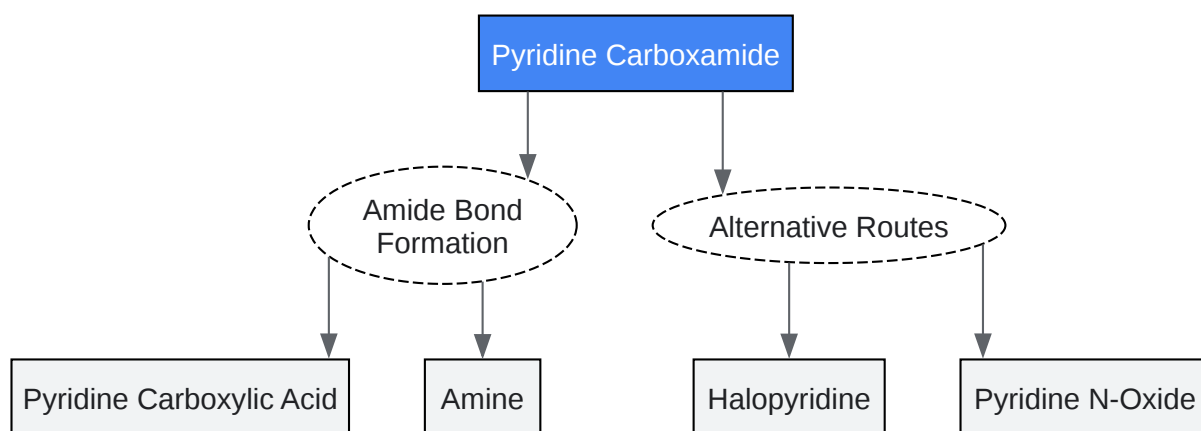 Pyridine Carboxamide
Amide Bond
Formation
Alternative Routes
Pyridine Carboxylic Acid
Amine
Halopyridine
Pyridine N-Oxide